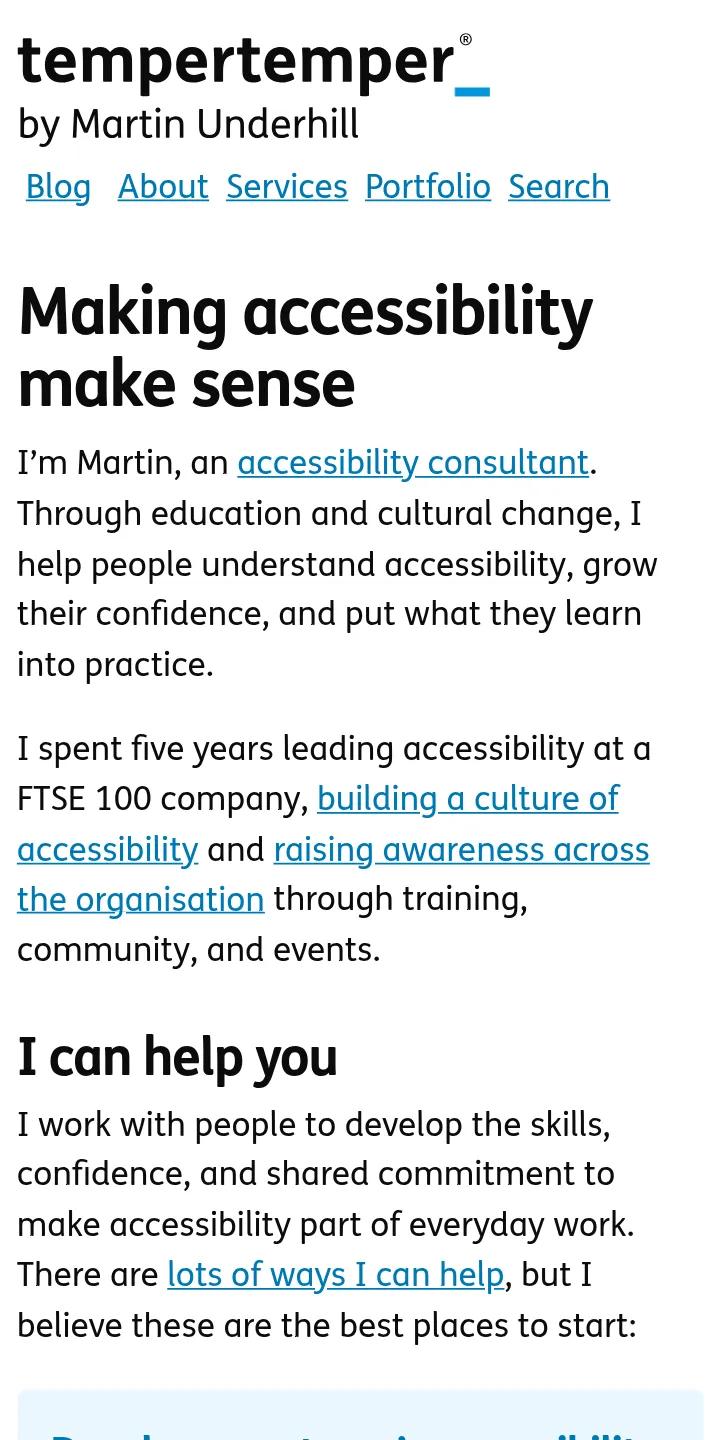 tempertemper®_
by Martin Underhill
Blog About Services Portfolio Search
Making accessibility
make sense
I’m Martin, an accessibility consultant.
Through education and cultural change, I
help people understand accessibility, grow
their confidence, and put what they learn
into practice.
I spent five years leading accessibility at a
FTSE 100 company, building a culture of
accessibility and raising awareness across
the organisation through training,
community, and events.
I can help you
I work with people to develop the skills,
confidence, and shared commitment to
make accessibility part of everyday work.
There are lots of ways I can help, but I
believe these are the best places to start: